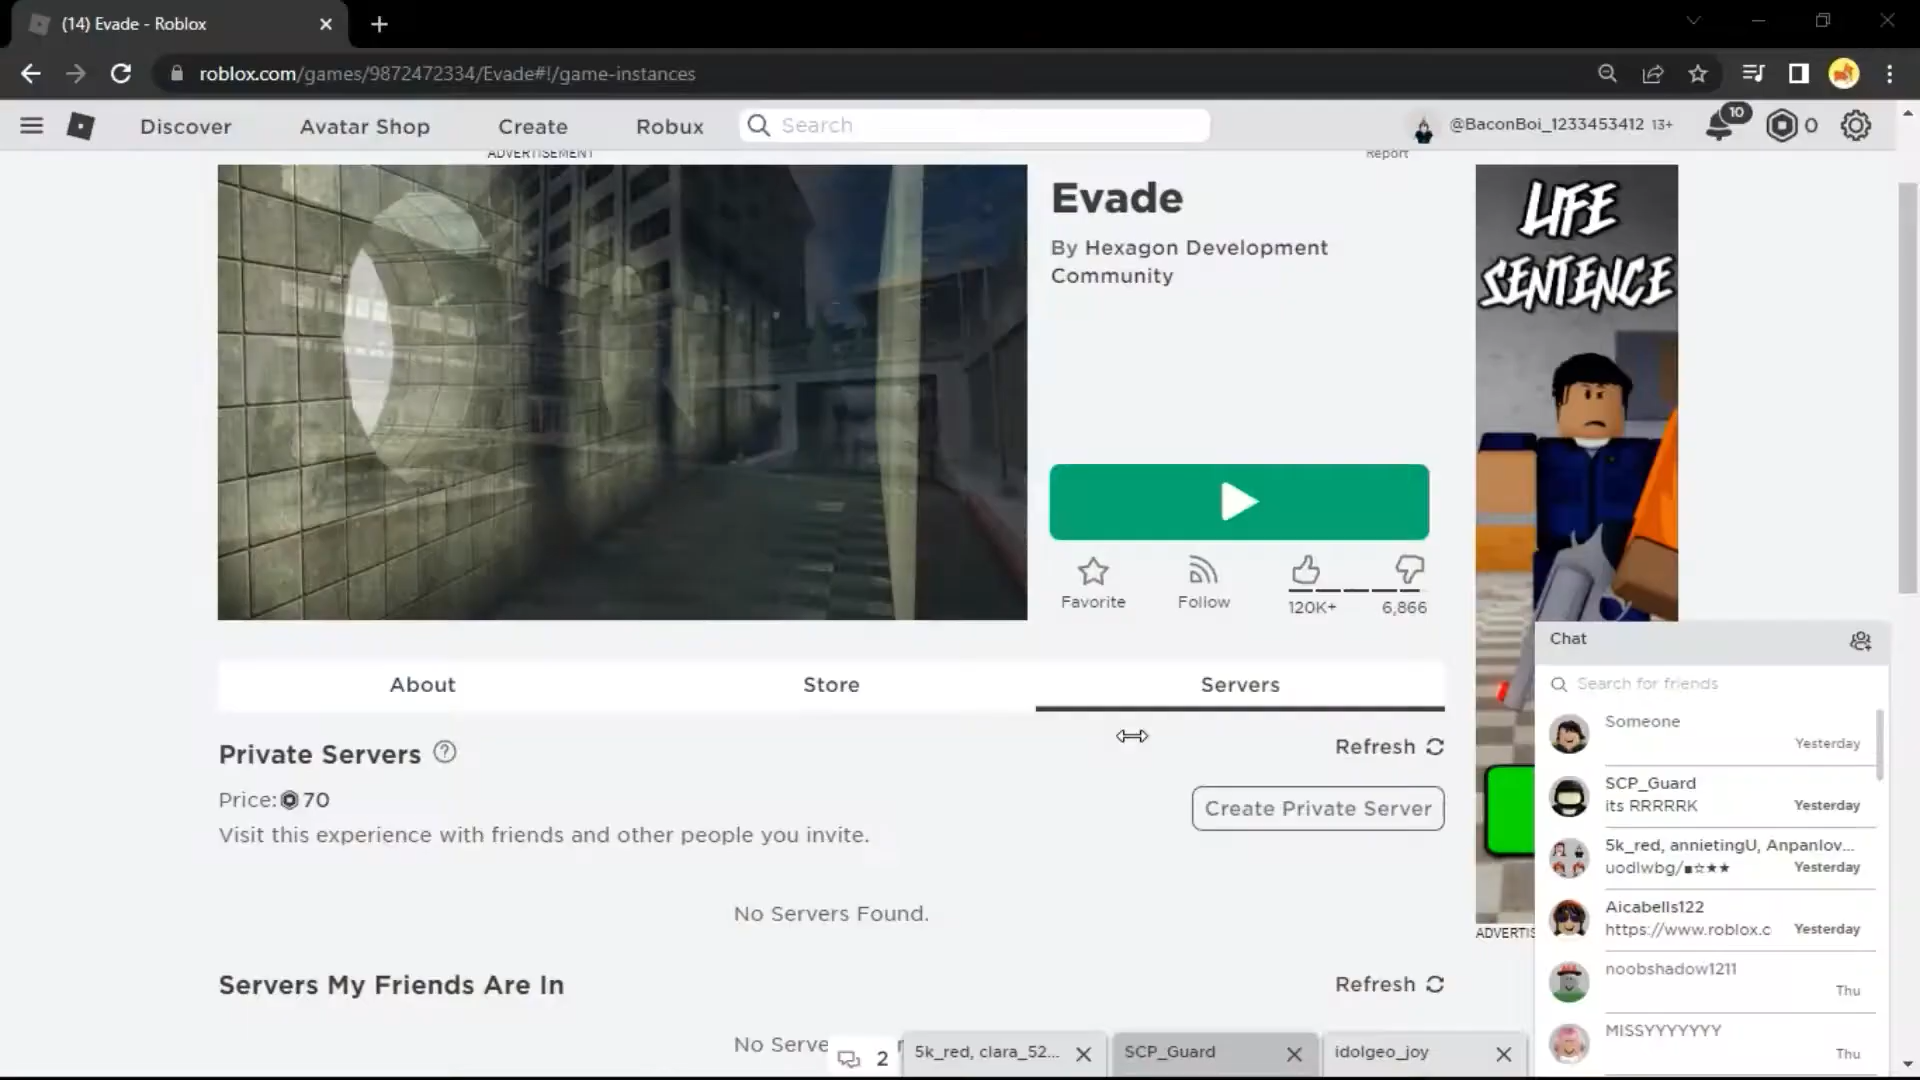 (14) Evade - Roblox
roblox.com/games/9872472334/Evade#!/game-instances
Discover
Avatar Shop
Create
Robux
Search
@BaconBoi_1233453412 13+
10
0
ADVERTISEMENT
Report
Evade
By Hexagon Development
Community
LIFE
SENTENCE
Favorite
Follow
120K+
6,866
About
Store
Servers
Private Servers
Refresh
Price: 70
Create Private Server
Visit this experience with friends and other people you invite.
No Servers Found.
Servers My Friends Are In
Refresh
No Serve
ADVERTIS
Chat
Search for friends
Someone
Yesterday
SCP_Guard
its RRRRRK
Yesterday
5k_red, annietingU, Anpanlov...
uodlwbg/■☆★★
Yesterday
Aicabells122
https://www.roblox.c
Yesterday
noobshadow1211
Thu
MISSYYYYYYY
Thu
2
5k_red, clara_52...
SCP_Guard
idolgeo_joy